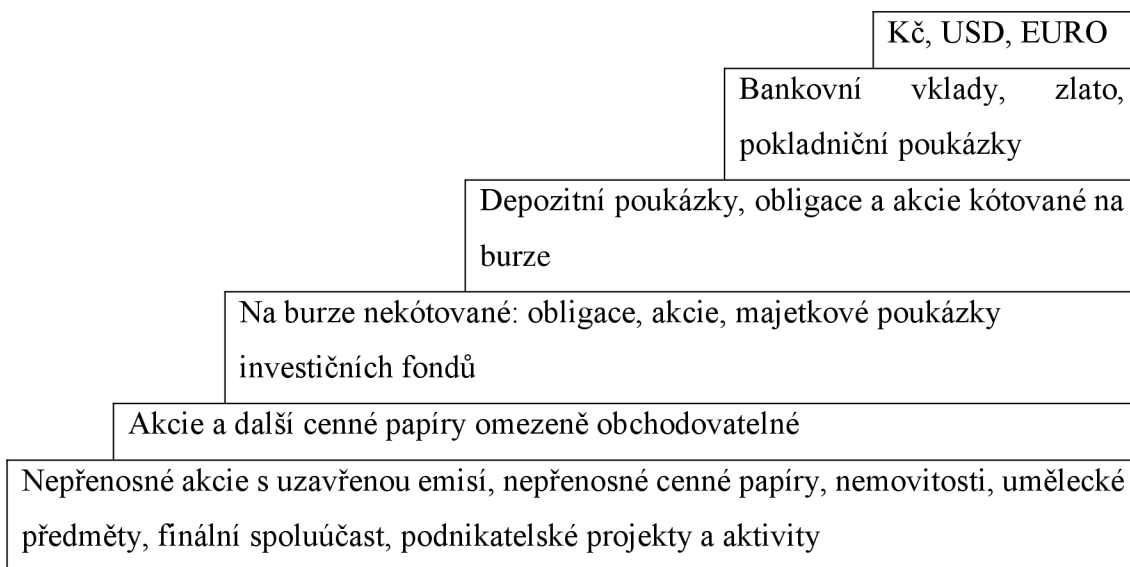 Kč, USD, EURO
Bankovní vklady, zlato,
pokladniční poukázky
Depozitní poukázky, obligace a akcie kótované na
burze
Na burze nekótované: obligace, akcie, majetkové poukázky
investičních fondů
Akcie a další cenné papíry omezeně obchodovatelné
Nepřenosné akcie s uzavřenou emisí, nepřenosné cenné papíry, nemovitosti, umělecké
předměty, finální spoluúčast, podnikatelské projekty a aktivity